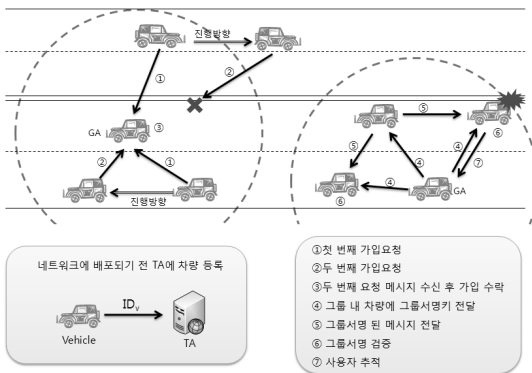 진행방향
①
②
GA
③
②
①
진행방향
⑤
⑥
⑤
④
④
⑦
④
GA
⑥
네트워크에 배포되기 전 TA에 차량 등록
IDv
Vehicle
TA
①첫 번째 가입요청
②두 번째 가입요청
③두 번째 요청 메시지 수신 후 가입 수락
④ 그룹 내 차량에 그룹서명키 전달
⑤ 그룹서명 된 메시지 전달
⑥ 그룹서명 검증
⑦ 사용자 추적